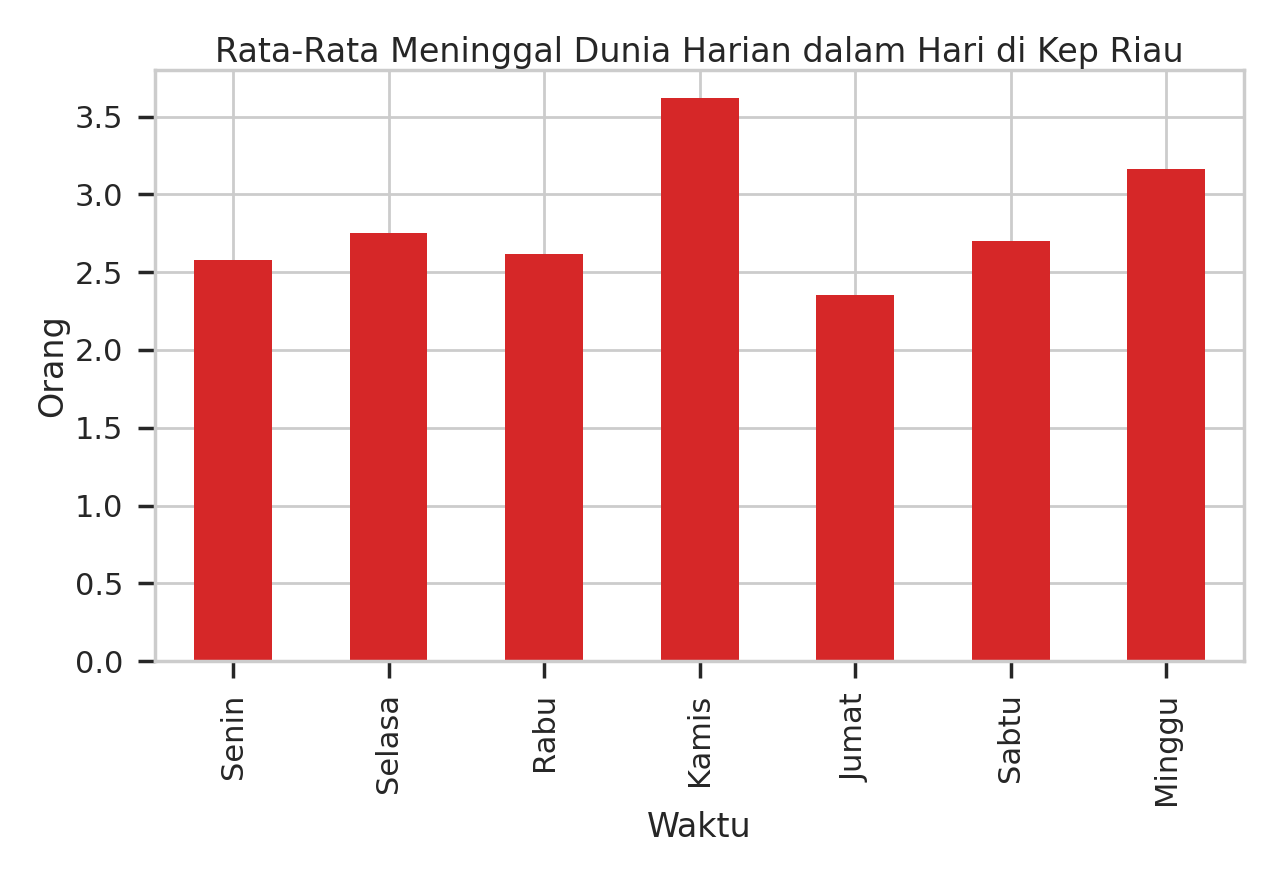 Rata-Rata Meninggal Dunia Harian dalam Hari di Kep Riau
Orang
3.5
3.0
2.5
2.0
1.5
1.0
0.5
0.0
Senin
Selasa
Rabu
Kamis
Jumat
Sabtu
Minggu
Waktu